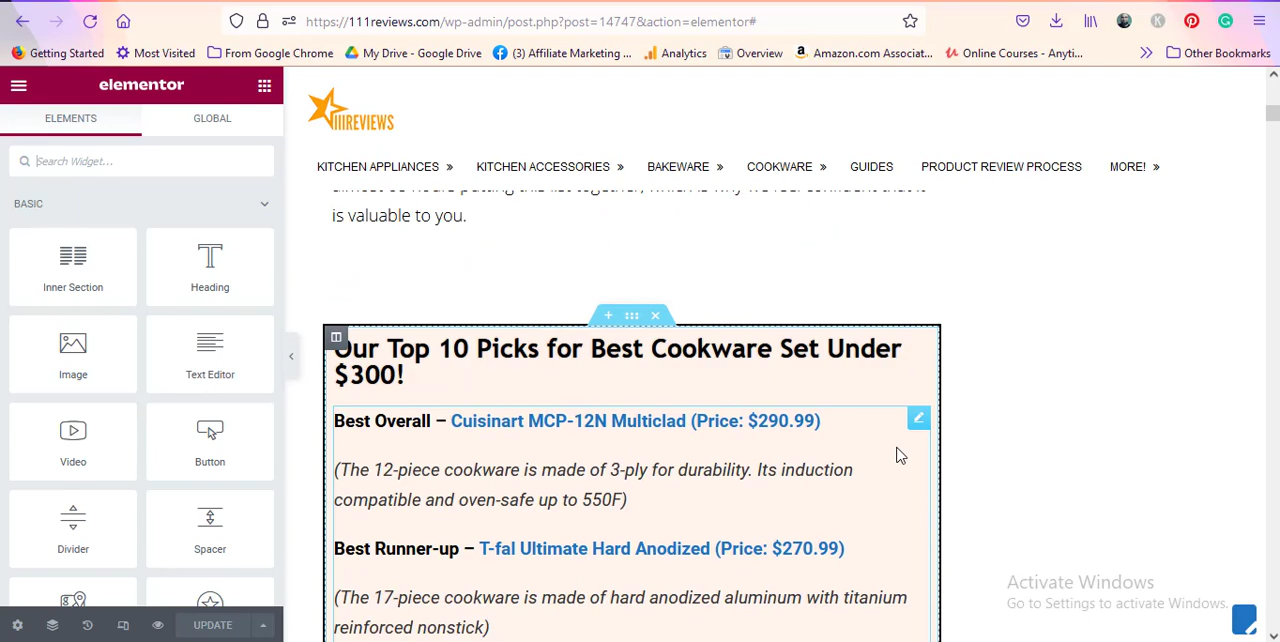 https://111reviews.com/wp-admin/post.php?post=14747&action=elementor#
Getting Started Most Visited From Google Chrome My Drive - Google Drive (3) Affiliate Marketing ... Analytics Overview Amazon.com Associat... Online Courses - Anyti... Other Bookmarks
elementor
ELEMENTS GLOBAL
Search Widget...
BASIC
Inner Section Heading
Image Text Editor
Video Button
Divider Spacer
UPDATE
111REVIEWS
KITCHEN APPLIANCES » KITCHEN ACCESSORIES » BAKEWARE » COOKWARE » GUIDES PRODUCT REVIEW PROCESS MORE! »
is valuable to you.
Our Top 10 Picks for Best Cookware Set Under
$300!
Best Overall – Cuisinart MCP-12N Multiclad (Price: $290.99)
(The 12-piece cookware is made of 3-ply for durability. Its induction
compatible and oven-safe up to 550F)
Best Runner-up – T-fal Ultimate Hard Anodized (Price: $270.99)
(The 17-piece cookware is made of hard anodized aluminum with titanium
reinforced nonstick)
Activate Windows
Go to Settings to activate Windows.